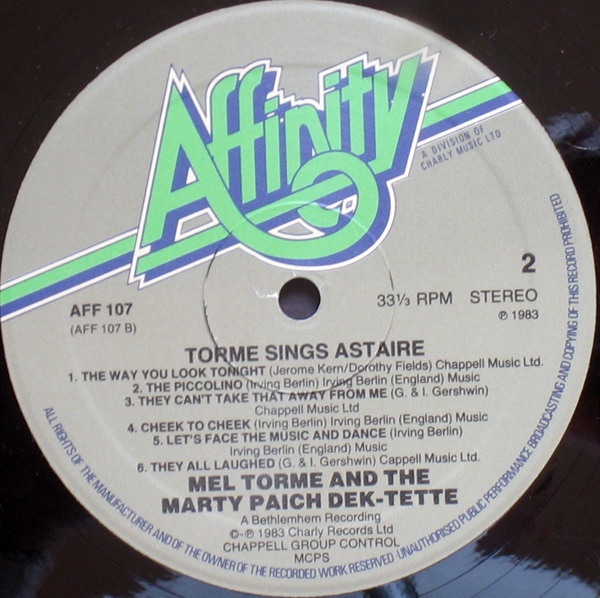 Affinity
A DIVISION OF
CHARLY MUSIC LTD
2
AFF 107
(AFF 107 B)
33⅓ RPM STEREO
℗ 1983
TORME SINGS ASTAIRE
1. THE WAY YOU LOOK TONIGHT (Jerome Kern/Dorothy Fields) Chappell Music Ltd.
2. THE PICCOLINO (Irving Berlin) Irving Berlin (England) Music
3. THEY CAN'T TAKE THAT AWAY FROM ME (G. & I. Gershwin)
Chappell Music Ltd
4. CHEEK TO CHEEK (Irving Berlin) Irving Berlin (England) Music
5. LET'S FACE THE MUSIC AND DANCE (Irving Berlin)
Irving Berlin (England) Music
6. THEY ALL LAUGHED (G. & I. Gershwin) Cappell Music Ltd.
MEL TORME AND THE
MARTY PAICH DEK-TETTE
A Bethlemhem Recording
©-℗ 1983 Charly Records Ltd
CHAPPELL GROUP CONTROL
MCPS
ALL RIGHTS OF THE MANUFACTURER AND OF THE OWNER OF THE RECORDED WORK RESERVED UNAUTHORISED PUBLIC PERFORMANCE BROADCASTING AND COPYING OF THIS RECORD PROHIBITED